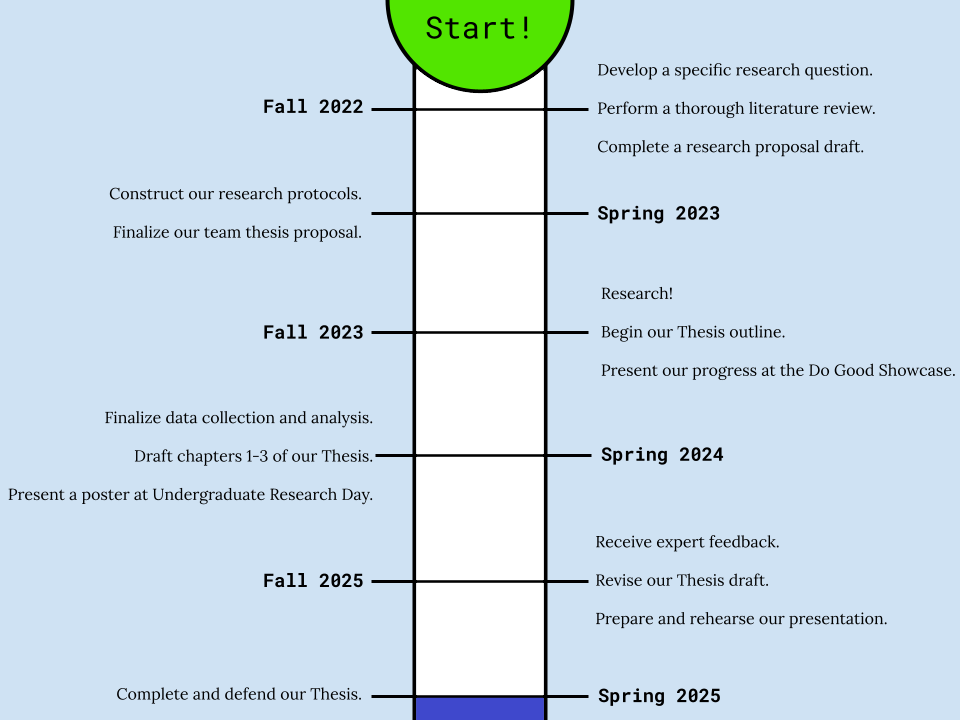 Start!
Fall 2022
Develop a specific research question.
Perform a thorough literature review.
Complete a research proposal draft.
Construct our research protocols.
Finalize our team thesis proposal.
Spring 2023
Fall 2023
Research!
Begin our Thesis outline.
Present our progress at the Do Good Showcase.
Finalize data collection and analysis.
Draft chapters 1-3 of our Thesis.
Present a poster at Undergraduate Research Day.
Spring 2024
Fall 2025
Receive expert feedback.
Revise our Thesis draft.
Prepare and rehearse our presentation.
Complete and defend our Thesis.
Spring 2025